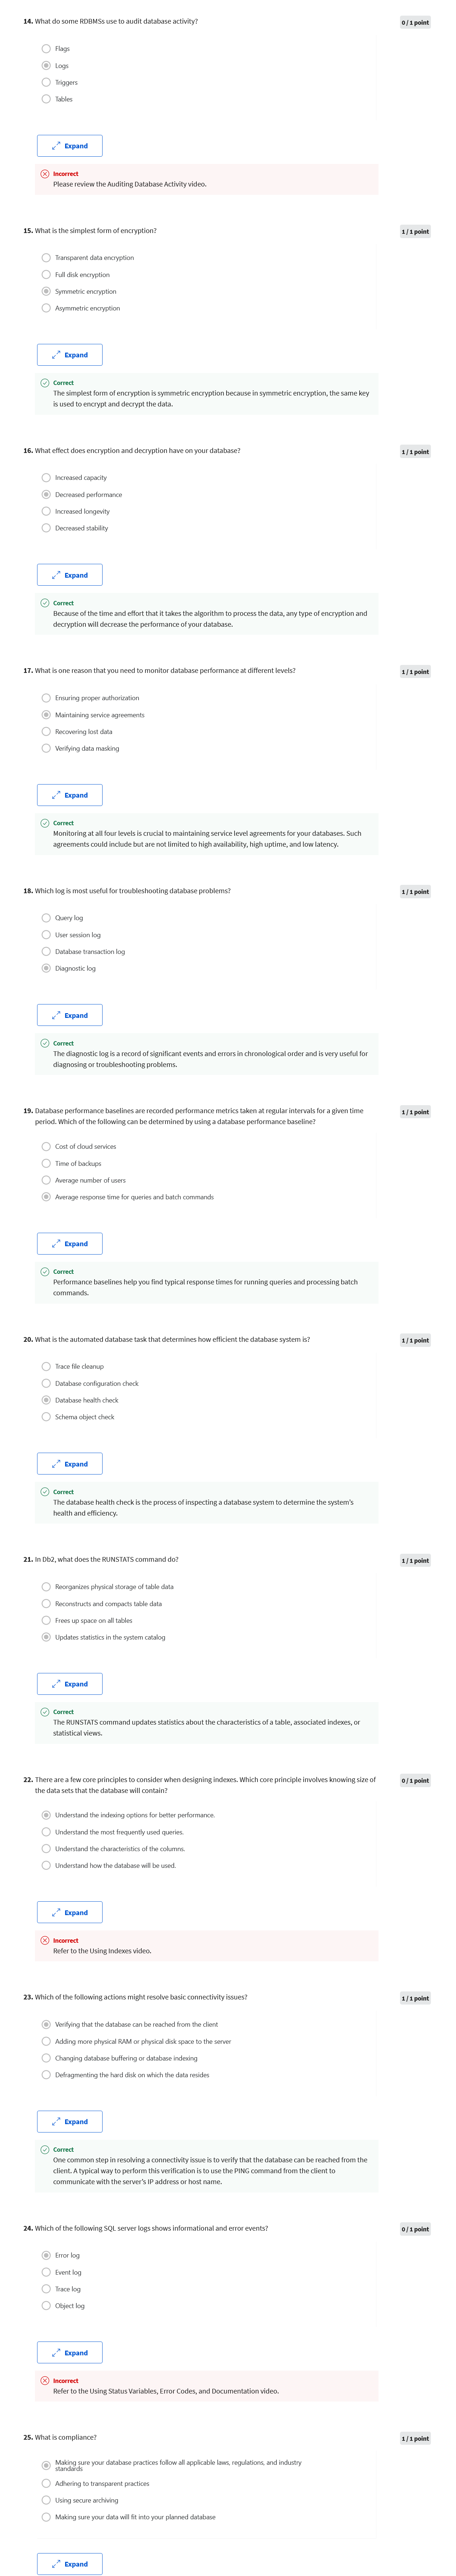 14. What do some RDBMSs use to audit database activity?
0 / 1 point
Flags
Logs
Triggers
Tables
Expand
Incorrect
Please review the Auditing Database Activity video.
15. What is the simplest form of encryption?
1 / 1 point
Transparent data encryption
Full disk encryption
Symmetric encryption
Asymmetric encryption
Expand
Correct
The simplest form of encryption is symmetric encryption because in symmetric encryption, the same key
is used to encrypt and decrypt the data.
16. What effect does encryption and decryption have on your database?
1 / 1 point
Increased capacity
Decreased performance
Increased longevity
Decreased stability
Expand
Correct
Because of the time and effort that it takes the algorithm to process the data, any type of encryption and
decryption will decrease the performance of your database.
17. What is one reason that you need to monitor database performance at different levels?
1 / 1 point
Ensuring proper authorization
Maintaining service agreements
Recovering lost data
Verifying data masking
Expand
Correct
Monitoring at all four levels is crucial to maintaining service level agreements for your databases. Such
agreements could include but are not limited to high availability, high uptime, and low latency.
18. Which log is most useful for troubleshooting database problems?
1 / 1 point
Query log
User session log
Database transaction log
Diagnostic log
Expand
Correct
The diagnostic log is a record of significant events and errors in chronological order and is very useful for
diagnosing or troubleshooting problems.
19. Database performance baselines are recorded performance metrics taken at regular intervals for a given time
period. Which of the following can be determined by using a database performance baseline?
1 / 1 point
Cost of cloud services
Time of backups
Average number of users
Average response time for queries and batch commands
Expand
Correct
Performance baselines help you find typical response times for running queries and processing batch
commands.
20. What is the automated database task that determines how efficient the database system is?
1 / 1 point
Trace file cleanup
Database configuration check
Database health check
Schema object check
Expand
Correct
The database health check is the process of inspecting a database system to determine the system's
health and efficiency.
21. In Db2, what does the RUNSTATS command do?
1 / 1 point
Reorganizes physical storage of table data
Reconstructs and compacts table data
Frees up space on all tables
Updates statistics in the system catalog
Expand
Correct
The RUNSTATS command updates statistics about the characteristics of a table, associated indexes, or
statistical views.
22. There are a few core principles to consider when designing indexes. Which core principle involves knowing size of
the data sets that the database will contain?
0 / 1 point
Understand the indexing options for better performance.
Understand the most frequently used queries.
Understand the characteristics of the columns.
Understand how the database will be used.
Expand
Incorrect
Refer to the Using Indexes video.
23. Which of the following actions might resolve basic connectivity issues?
1 / 1 point
Verifying that the database can be reached from the client
Adding more physical RAM or physical disk space to the server
Changing database buffering or database indexing
Defragmenting the hard disk on which the data resides
Expand
Correct
One common step in resolving a connectivity issue is to verify that the database can be reached from the
client. A typical way to perform this verification is to use the PING command from the client to
communicate with the server's IP address or host name.
24. Which of the following SQL server logs shows informational and error events?
0 / 1 point
Error log
Event log
Trace log
Object log
Expand
Incorrect
Refer to the Using Status Variables, Error Codes, and Documentation video.
25. What is compliance?
1 / 1 point
Making sure your database practices follow all applicable laws, regulations, and industry
standards
Adhering to transparent practices
Using secure archiving
Making sure your data will fit into your planned database
Expand